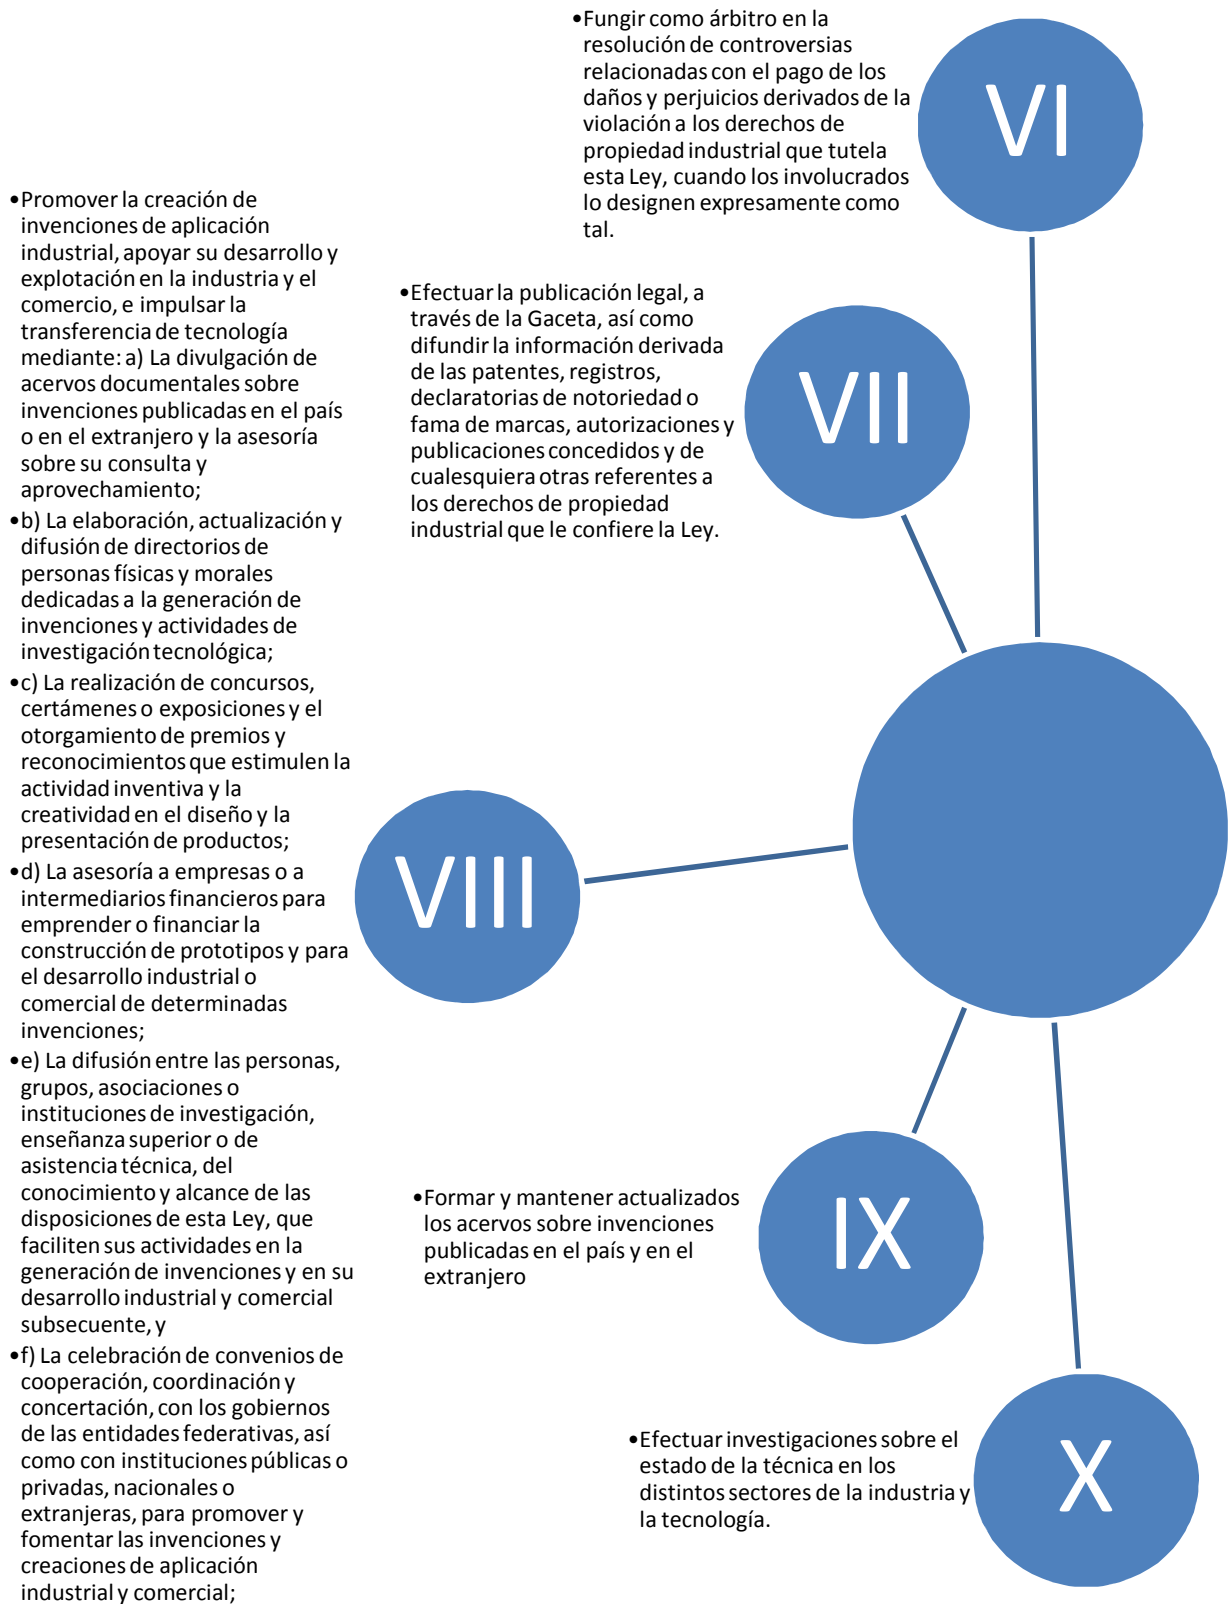 •Fungir como árbitro en la
resolución de controversias
relacionadas con el pago de los
daños y perjuicios derivados de la
violación a los derechos de
propiedad industrial que tutela
esta Ley, cuando los involucrados
lo designen expresamente como
tal.
VI
•Efectuar la publicación legal, a
través de la Gaceta, así como
difundir la información derivada
de las patentes, registros,
declaratorias de notoriedad o
fama de marcas, autorizaciones y
publicaciones concedidos y de
cualesquiera otras referentes a
los derechos de propiedad
industrial que le confiere la Ley.
VII
•Promover la creación de
invenciones de aplicación
industrial, apoyar su desarrollo y
explotación en la industria y el
comercio, e impulsar la
transferencia de tecnología
mediante: a) La divulgación de
acervos documentales sobre
invenciones publicadas en el país
o en el extranjero y la asesoría
sobre su consulta y
aprovechamiento;
•b) La elaboración, actualización y
difusión de directorios de
personas físicas y morales
dedicadas a la generación de
invenciones y actividades de
investigación tecnológica;
•c) La realización de concursos,
certámenes o exposiciones y el
otorgamiento de premios y
reconocimientos que estimulen la
actividad inventiva y la
creatividad en el diseño y la
presentación de productos;
•d) La asesoría a empresas o a
intermediarios financieros para
emprender o financiar la
construcción de prototipos y para
el desarrollo industrial o
comercial de determinadas
invenciones;
•e) La difusión entre las personas,
grupos, asociaciones o
instituciones de investigación,
enseñanza superior o de
asistencia técnica, del
conocimiento y alcance de las
disposiciones de esta Ley, que
faciliten sus actividades en la
generación de invenciones y en su
desarrollo industrial y comercial
subsecuente, y
•f) La celebración de convenios de
cooperación, coordinación y
concertación, con los gobiernos
de las entidades federativas, así
como con instituciones públicas o
privadas, nacionales o
extranjeras, para promover y
fomentar las invenciones y
creaciones de aplicación
industrial y comercial;
VIII
•Formar y mantener actualizados
los acervos sobre invenciones
publicadas en el país y en el
extranjero
IX
•Efectuar investigaciones sobre el
estado de la técnica en los
distintos sectores de la industria y
la tecnología.
X